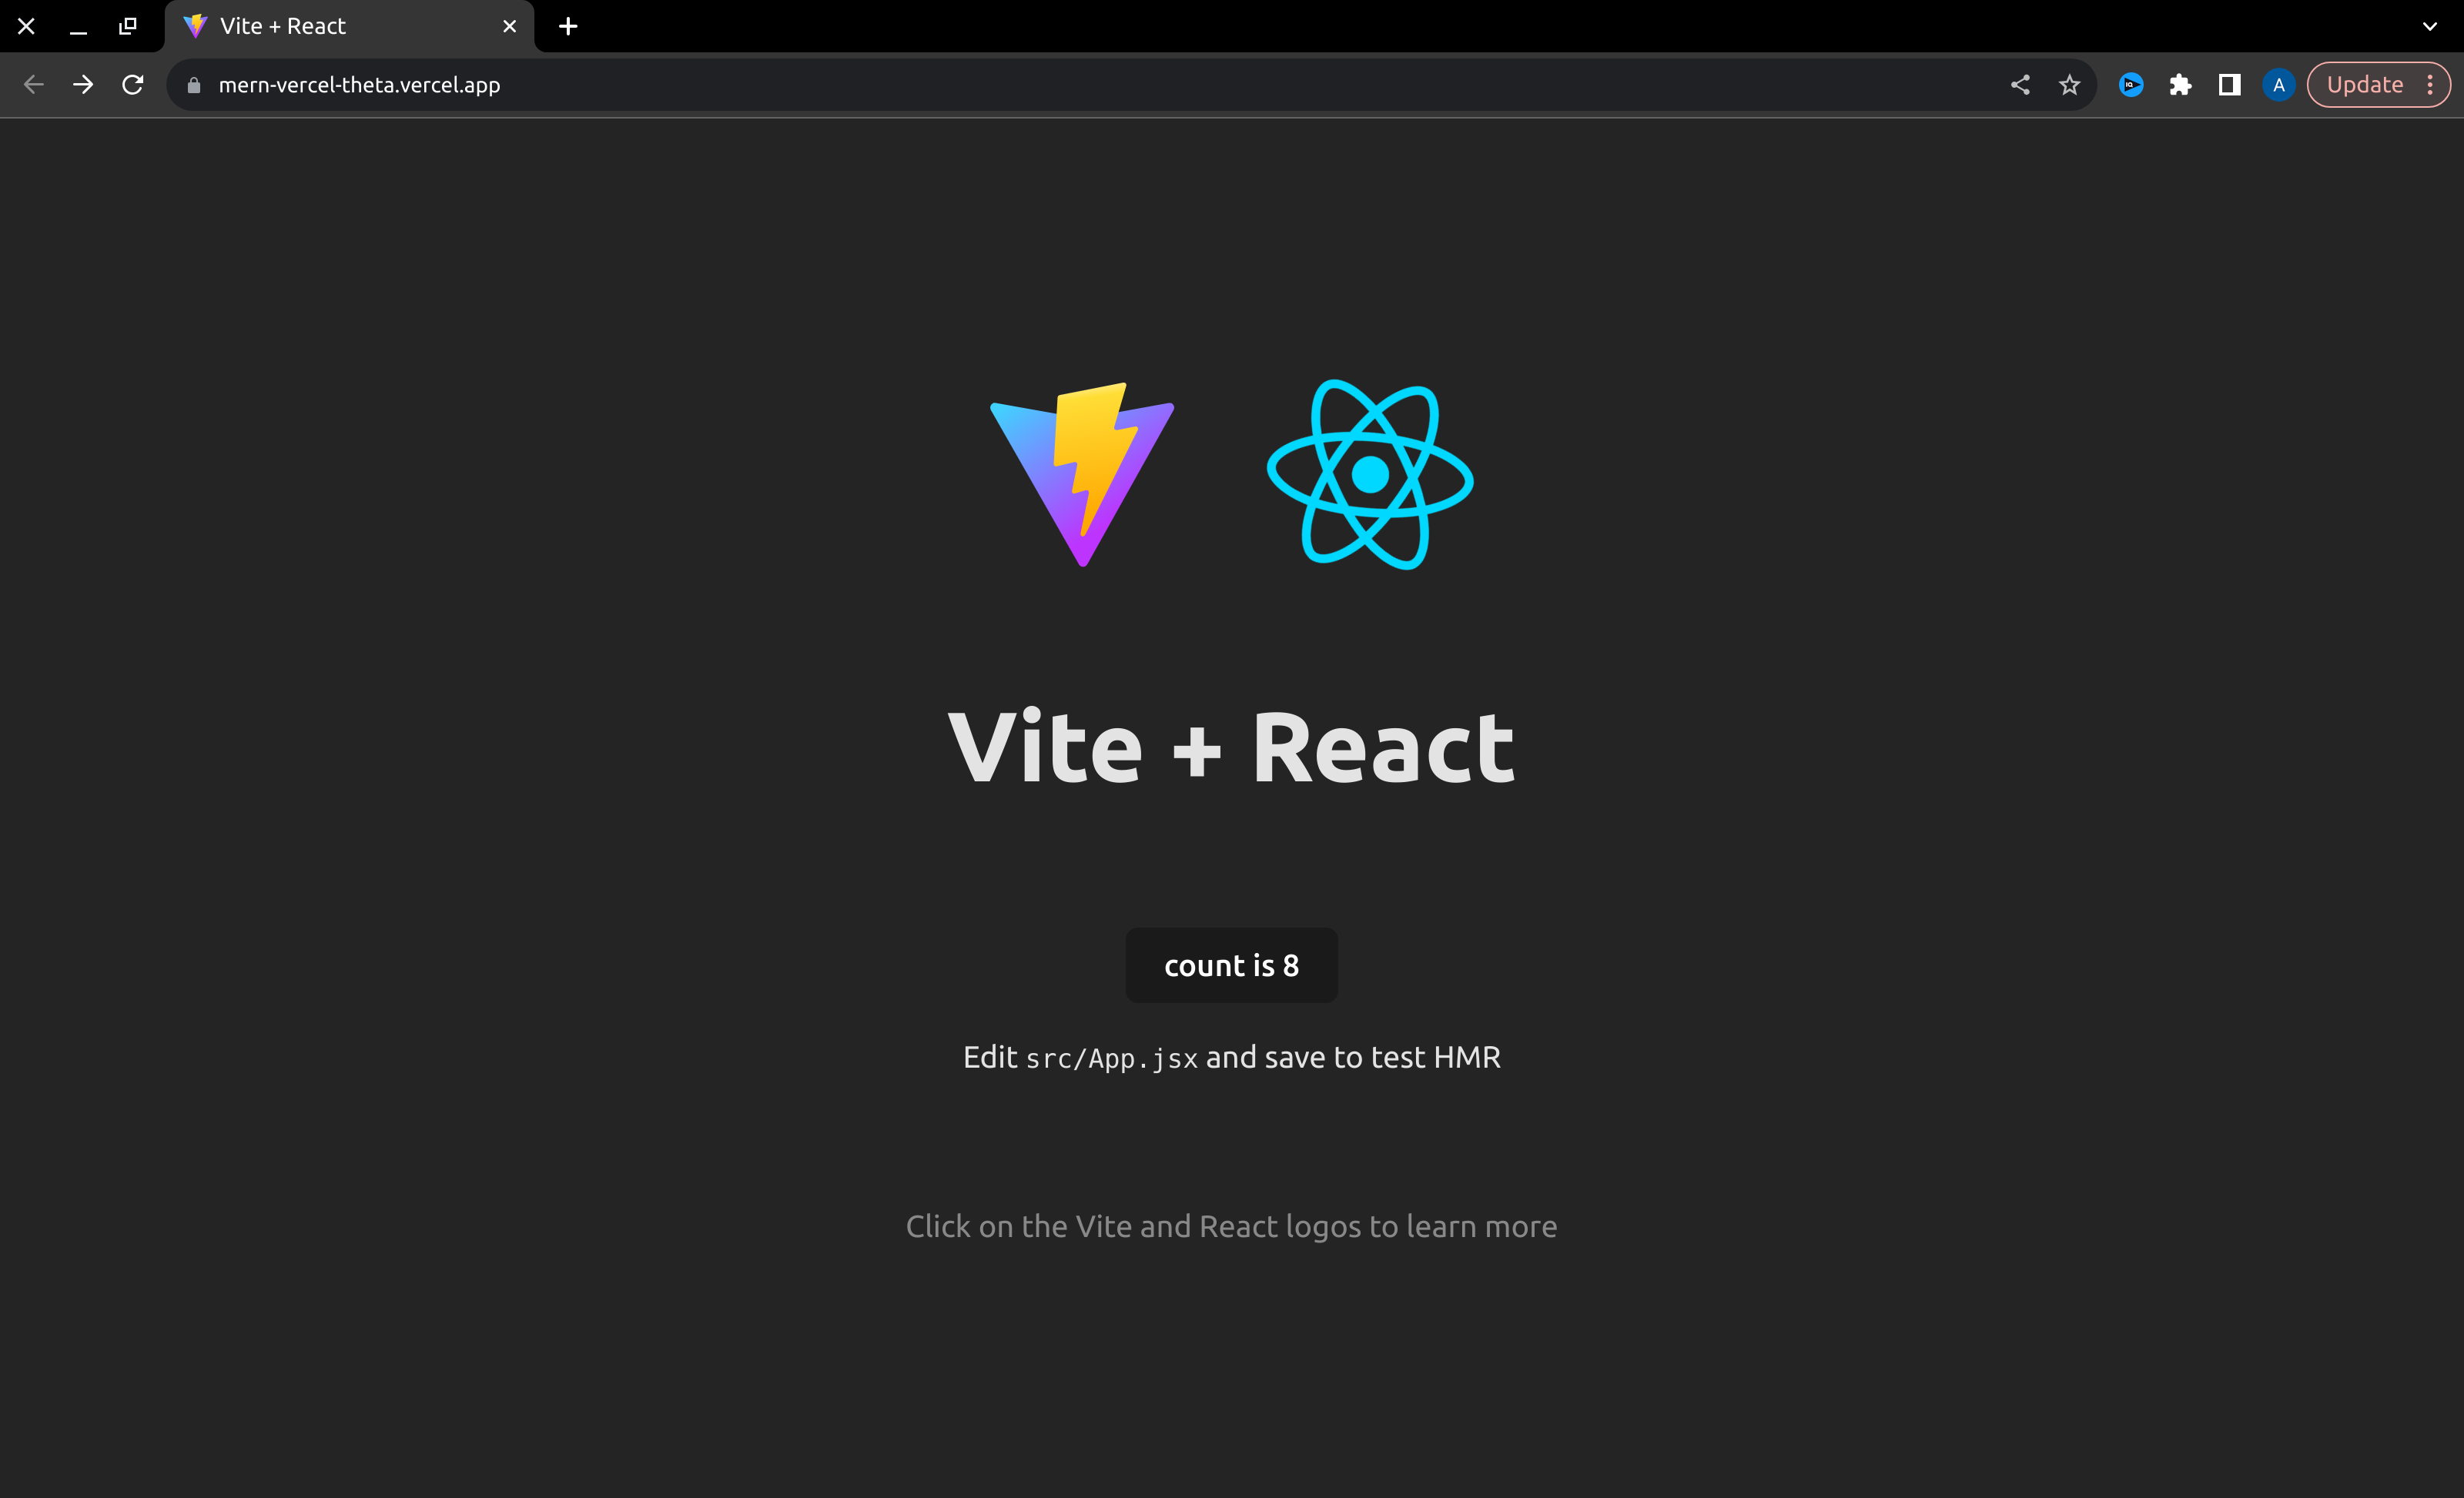 Vite + React
mern-vercel-theta.vercel.app
A
Update
Vite + React
count is 8
Edit src/App.jsx and save to test HMR
Click on the Vite and React logos to learn more